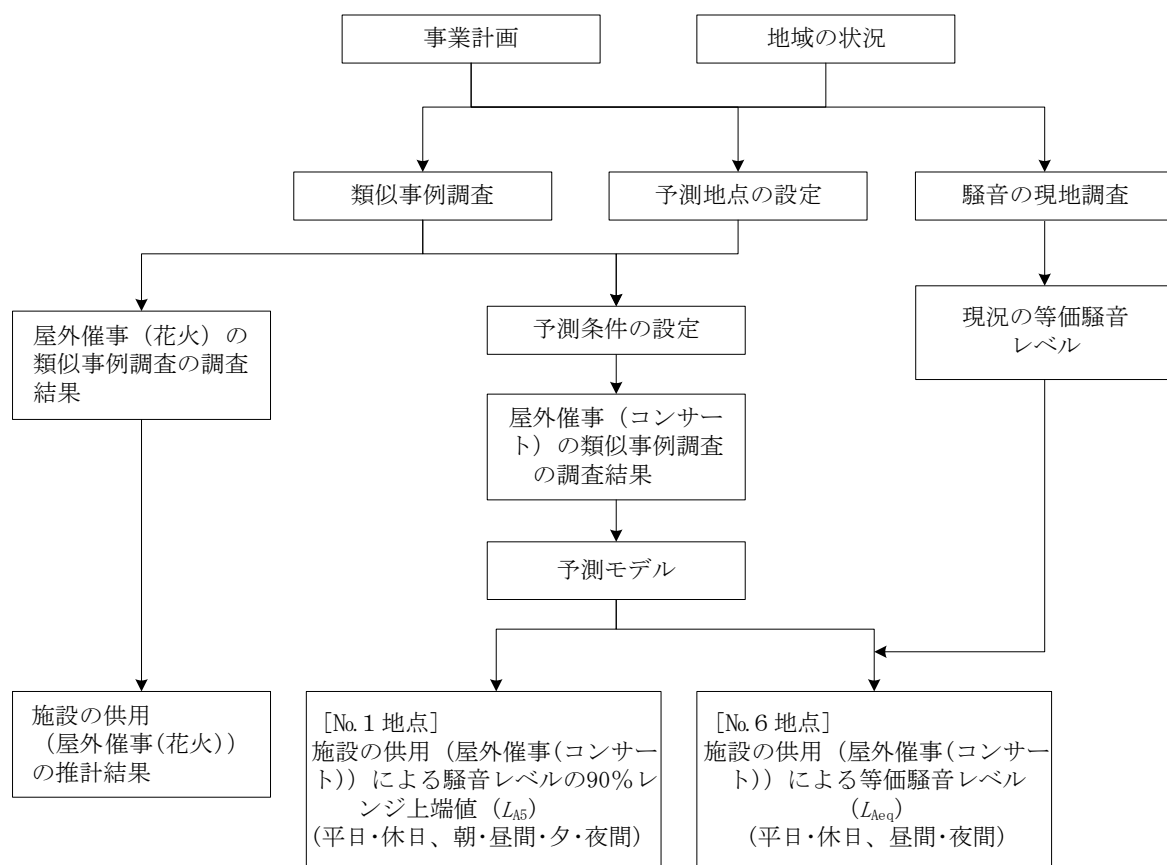 事業計画
地域の状況
類似事例調査
予測地点の設定
騒音の現地調査
屋外催事（花火）の
類似事例調査の調査
結果
予測条件の設定
現況の等価騒音
レベル
屋外催事（コンサー
ト）の類似事例調査
の調査結果
予測モデル
施設の供用
（屋外催事(花火)）
の推計結果
［№１地点］
施設の供用（屋外催事(コンサー
ト)）による騒音レベルの90％レ
ンジ上端値（LA5）
(平日･休日、朝･昼間･夕･夜間)
［№６地点］
施設の供用（屋外催事(コンサー
ト)）による等価騒音レベル
（LAeq）
(平日･休日、昼間･夜間)